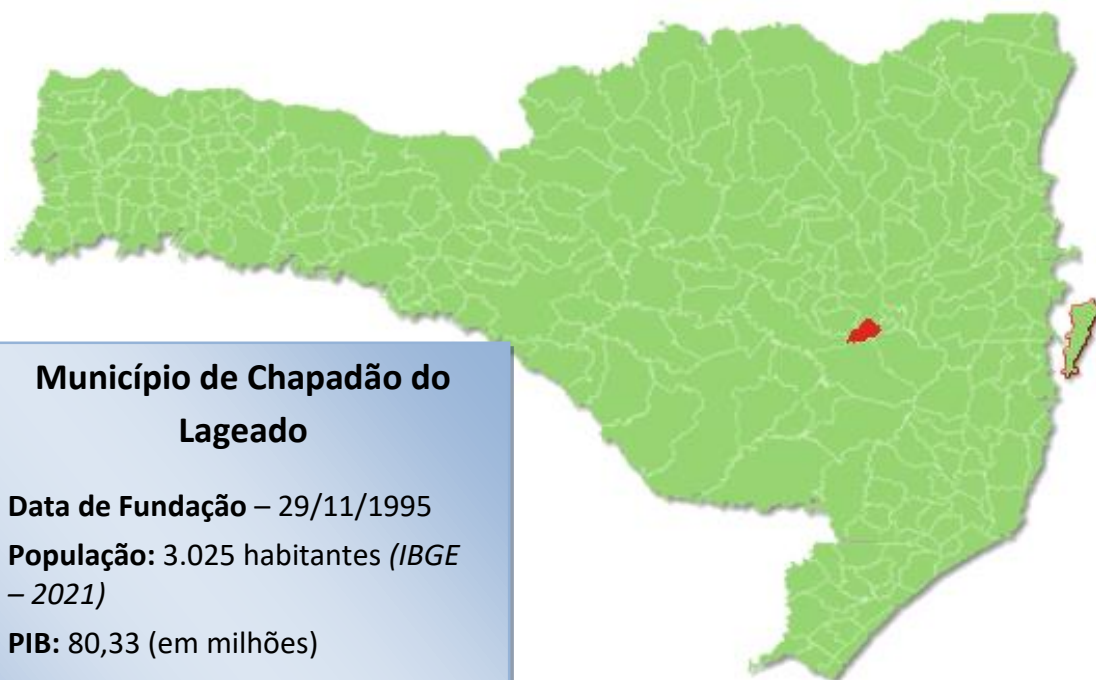 Município de Chapadão do
Lageado
Data de Fundação – 29/11/1995
População: 3.025 habitantes (IBGE
– 2021)
PIB: 80,33 (em milhões)